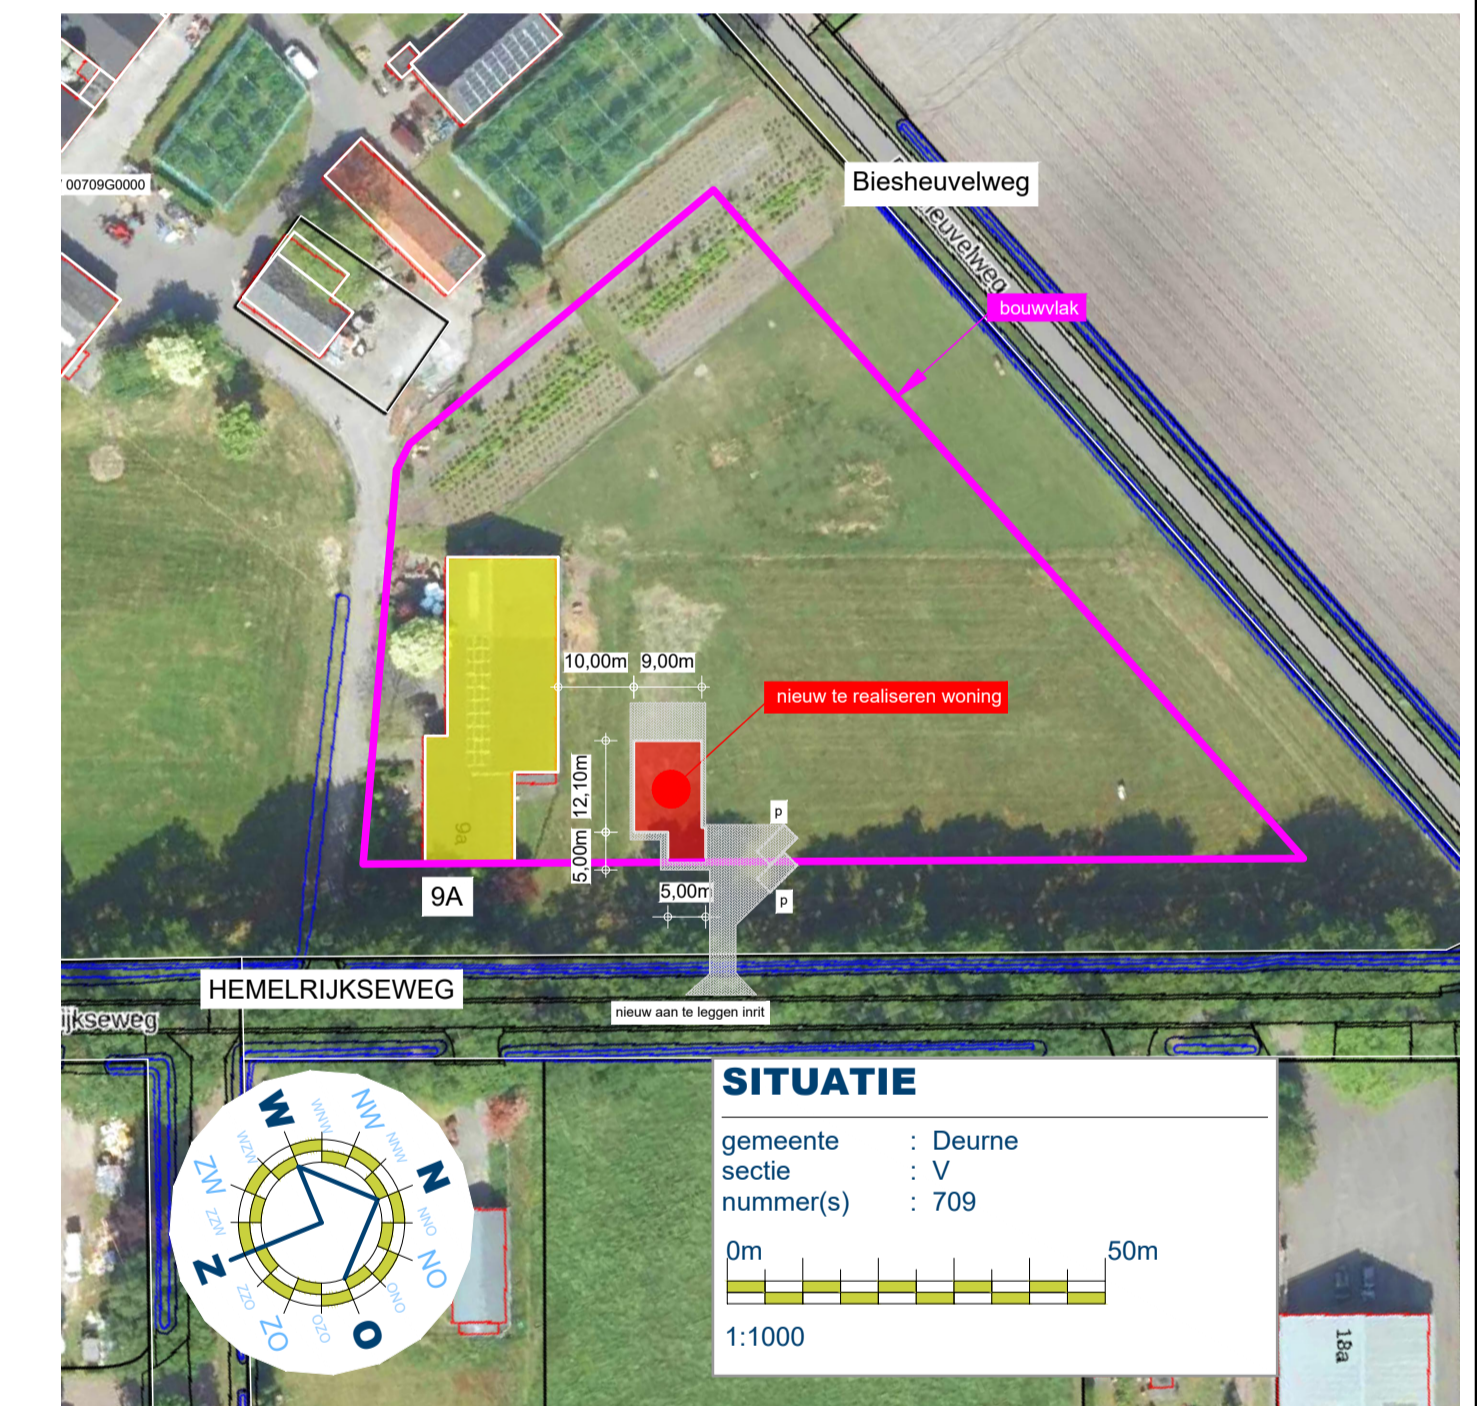 00709G0000
Biesheuvelweg
heuvelweg
bouwvlak
10,00m
9,00m
nieuw te realiseren woning
12,10m
5,00m
9a
p
5,00m
p
9A
HEMELRIJKSEWEG
ijkseweg
nieuw aan te leggen inrit
W
WNW
NW
NNW
N
NNO
NO
ONO
O
OZO
ZO
ZZO
Z
ZZW
ZW
WZW
SITUATIE
gemeente : Deurne
sectie : V
nummer(s) : 709
0m 50m
1:1000
18a